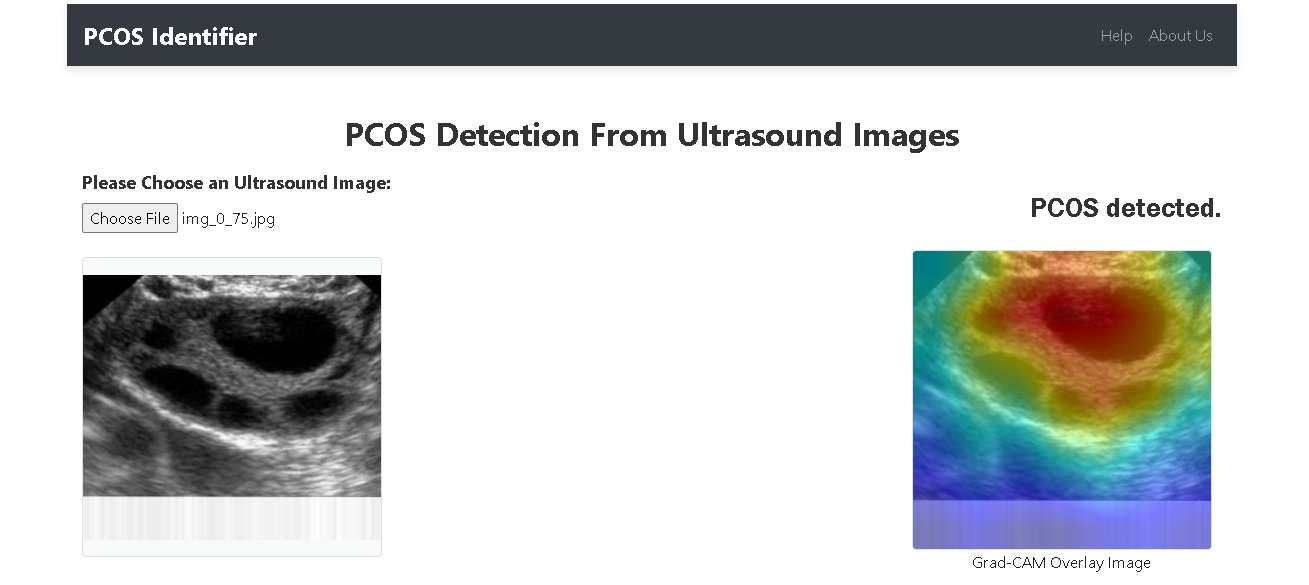 PCOS Identifier
Help
About Us
PCOS Detection From Ultrasound Images
Please Choose an Ultrasound Image:
Choose File img_0_75.jpg
PCOS detected.
Grad-CAM Overlay Image